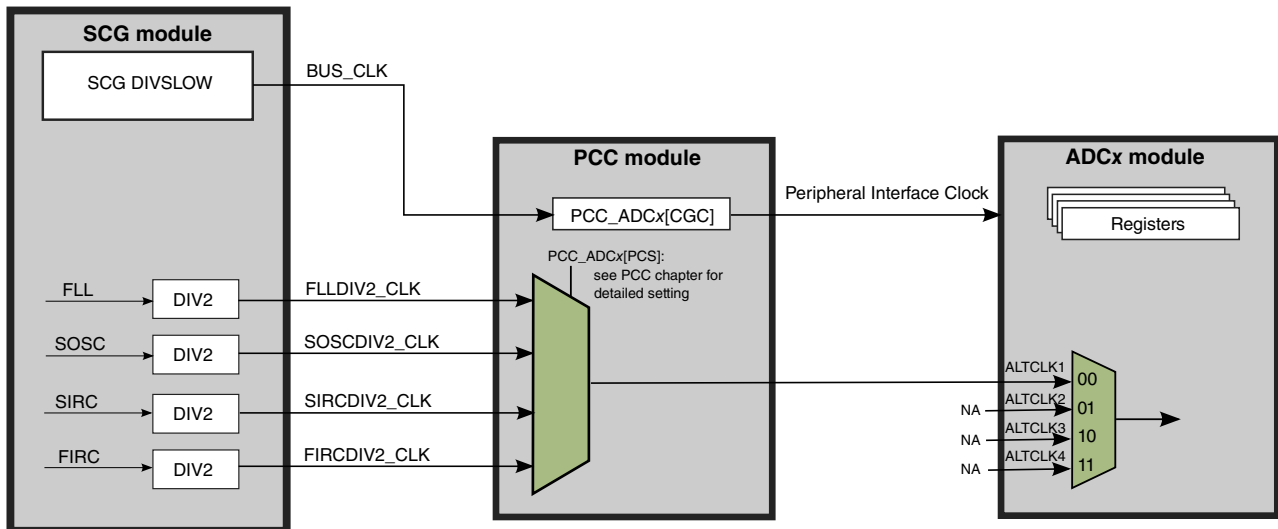 SCG module
SCG DIVSLOW
BUS_CLK
PCC module
ADCx module
PCC_ADCx[CGC]
Peripheral Interface Clock
Registers
PCC_ADCx[PCS]:
see PCC chapter for
detailed setting
FLL
DIV2
FLLDIV2_CLK
SOSC
DIV2
SOSCDIV2_CLK
SIRC
DIV2
SIRCDIV2_CLK
FIRC
DIV2
FIRCDIV2_CLK
ALTCLK1
00
NA
ALTCLK2
01
NA
ALTCLK3
10
NA
ALTCLK4
11